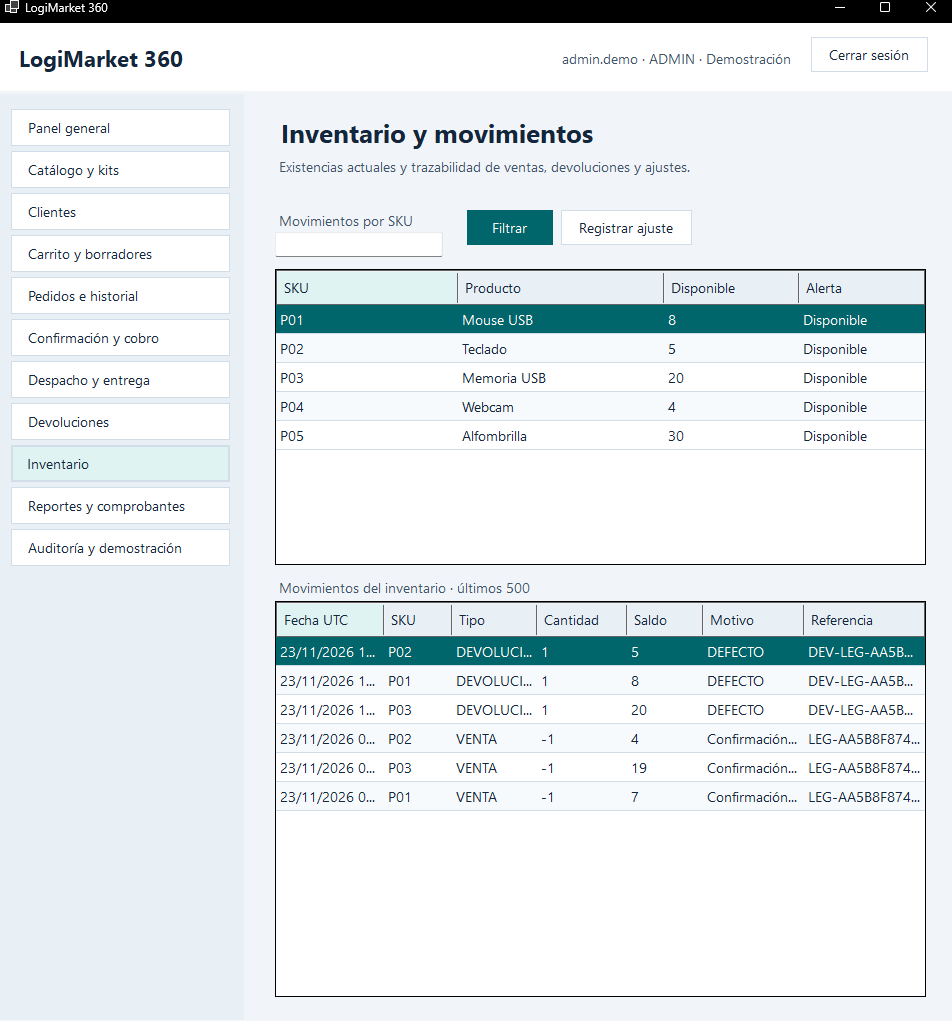 LogiMarket 360
LogiMarket 360
admin.demo · ADMIN · Demostración
Cerrar sesión
Panel general
Catálogo y kits
Clientes
Carrito y borradores
Pedidos e historial
Confirmación y cobro
Despacho y entrega
Devoluciones
Inventario
Reportes y comprobantes
Auditoría y demostración
Inventario y movimientos
Existencias actuales y trazabilidad de ventas, devoluciones y ajustes.
Movimientos por SKU
Filtrar
Registrar ajuste
SKU Producto Disponible Alerta
P01 Mouse USB 8 Disponible
P02 Teclado 5 Disponible
P03 Memoria USB 20 Disponible
P04 Webcam 4 Disponible
P05 Alfombrilla 30 Disponible
Movimientos del inventario · últimos 500
Fecha UTC SKU Tipo Cantidad Saldo Motivo Referencia
23/11/2026 1... P02 DEVOLUCI... 1 5 DEFECTO DEV-LEG-AA5B...
23/11/2026 1... P01 DEVOLUCI... 1 8 DEFECTO DEV-LEG-AA5B...
23/11/2026 1... P03 DEVOLUCI... 1 20 DEFECTO DEV-LEG-AA5B...
23/11/2026 0... P02 VENTA -1 4 Confirmación... LEG-AA5B8F874...
23/11/2026 0... P03 VENTA -1 19 Confirmación... LEG-AA5B8F874...
23/11/2026 0... P01 VENTA -1 7 Confirmación... LEG-AA5B8F874...